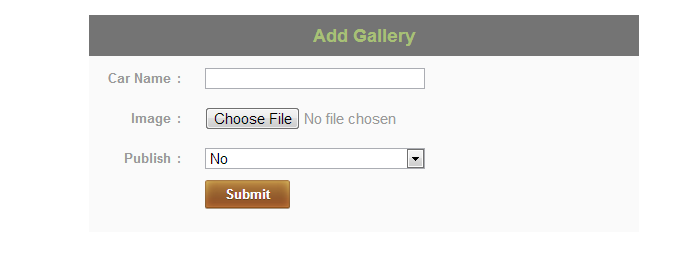 Add Gallery
Car Name :
Image : Choose File No file chosen
Publish : No
Submit